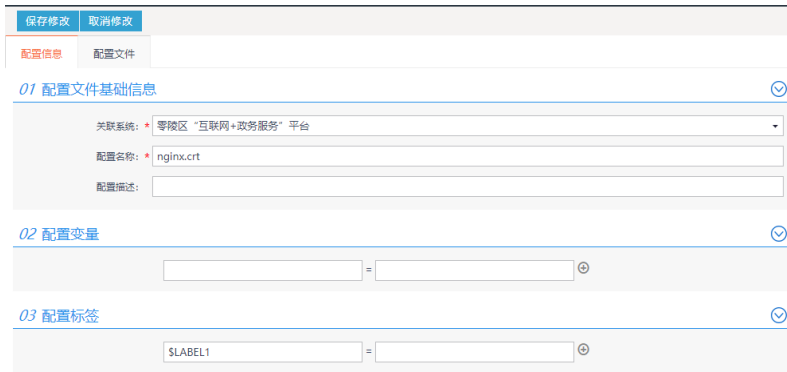 保存修改 取消修改
配置信息 配置文件
01 配置文件基础信息
关联系统: * 零陵区“互联网+政务服务”平台
配置名称: * nginx.crt
配置描述:
02 配置变量
=
03 配置标签
$LABEL1 =